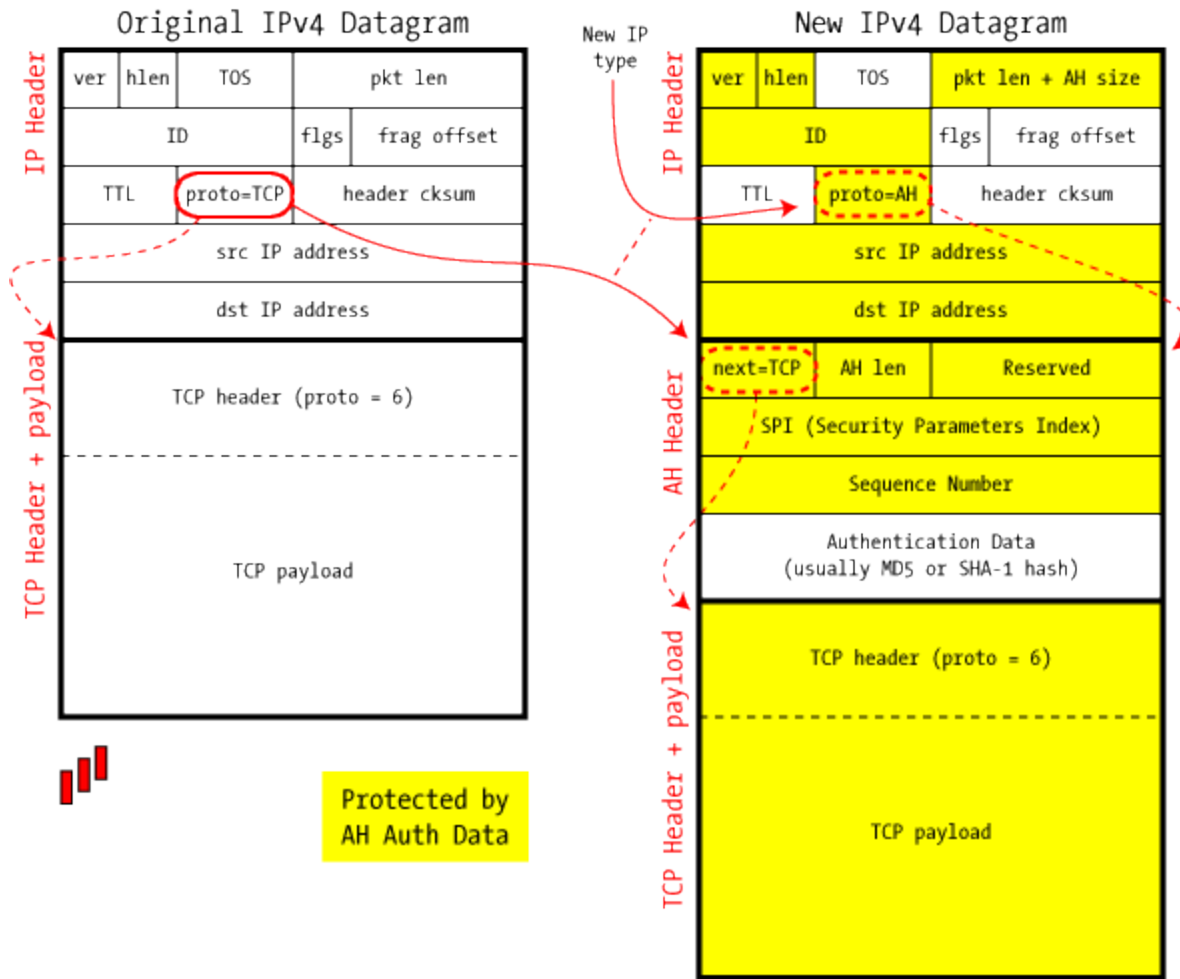 Original IPv4 Datagram
IP Header
ver hlen TOS pkt len
ID flgs frag offset
TTL proto=TCP header cksum
src IP address
dst IP address
TCP Header + payload
TCP header (proto = 6)
TCP payload
Protected by
AH Auth Data
New IP
type
New IPv4 Datagram
IP Header
ver hlen TOS pkt len + AH size
ID flgs frag offset
TTL proto=AH header cksum
src IP address
dst IP address
AH Header
next=TCP AH len Reserved
SPI (Security Parameters Index)
Sequence Number
Authentication Data
(usually MD5 or SHA-1 hash)
TCP Header + payload
TCP header (proto = 6)
TCP payload